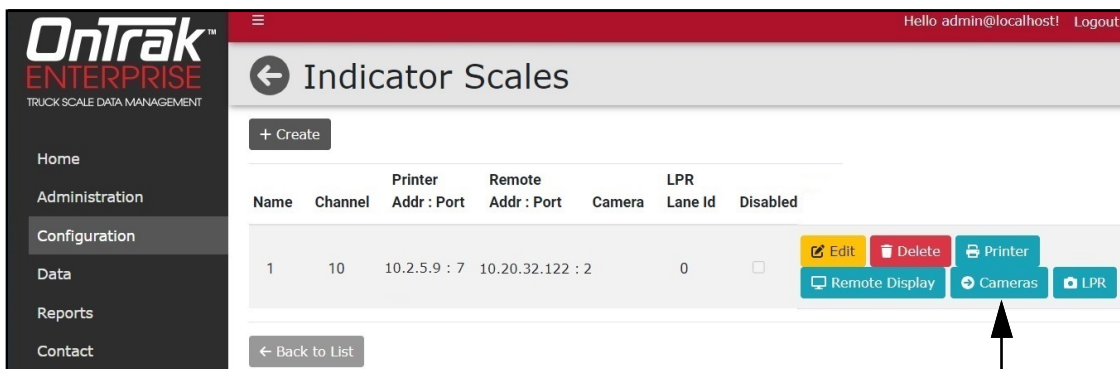 OnTrak™
ENTERPRISE
TRUCK SCALE DATA MANAGEMENT
Home
Administration
Configuration
Data
Reports
Contact
Hello admin@localhost! Logout
Indicator Scales
+ Create
Name Channel Printer Addr : Port Remote Addr : Port Camera LPR Lane Id Disabled
1 10 10.2.5.9 : 7 10.20.32.122 : 2 0
Edit Delete Printer
Remote Display Cameras LPR
← Back to List